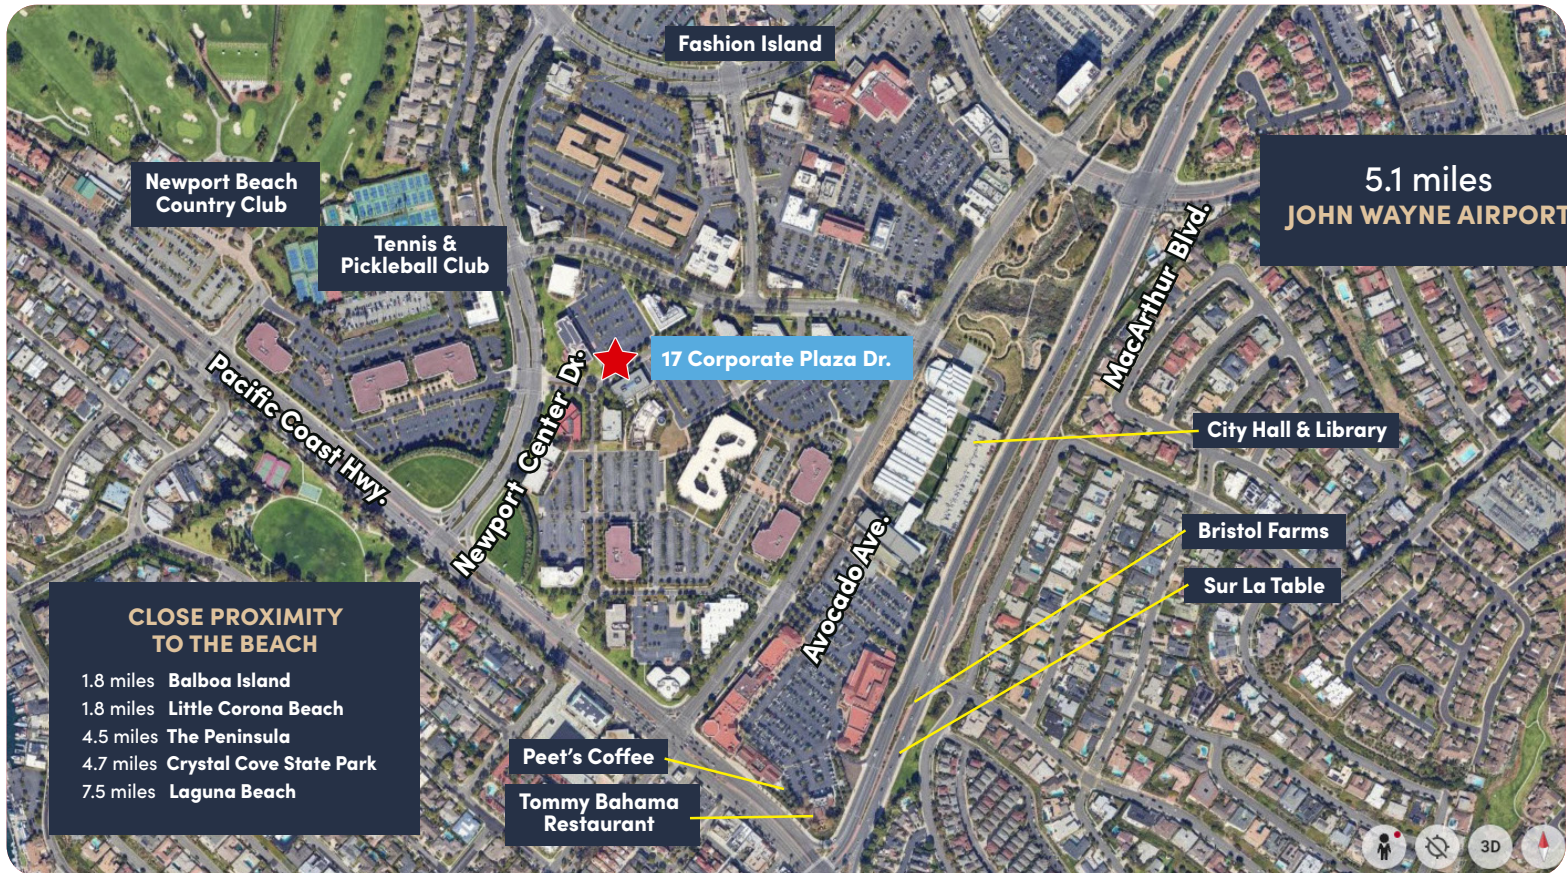 Fashion Island
Newport Beach
Country Club
Tennis &
Pickleball Club
5.1 miles
JOHN WAYNE AIRPORT
MacArthur Blvd.
17 Corporate Plaza Dr.
Pacific Coast Hwy.
Newport Center Dr.
City Hall & Library
Avocado Ave.
Bristol Farms
Sur La Table
CLOSE PROXIMITY
TO THE BEACH
1.8 miles Balboa Island
1.8 miles Little Corona Beach
4.5 miles The Peninsula
4.7 miles Crystal Cove State Park
7.5 miles Laguna Beach
Peet's Coffee
Tommy Bahama
Restaurant
3D